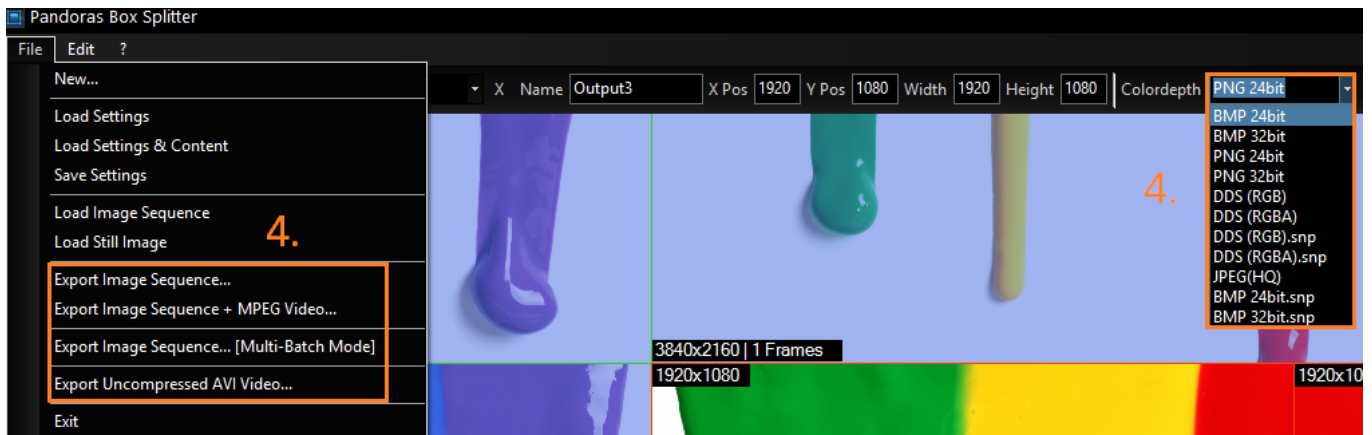 Pandoras Box Splitter
File Edit ?
New...
Load Settings
Load Settings & Content
Save Settings
Load Image Sequence
Load Still Image
4.
Export Image Sequence...
Export Image Sequence + MPEG Video...
Export Image Sequence... [Multi-Batch Mode]
Export Uncompressed AVI Video...
Exit
X Name Output3 X Pos 1920 Y Pos 1080 Width 1920 Height 1080 Colordepth PNG 24bit
BMP 24bit
BMP 32bit
PNG 24bit
PNG 32bit
DDS (RGB)
DDS (RGBA)
DDS (RGB).snp
DDS (RGBA).snp
JPEG(HQ)
BMP 24bit.snp
BMP 32bit.snp
4.
3840x2160 | 1 Frames
1920x1080
1920x10